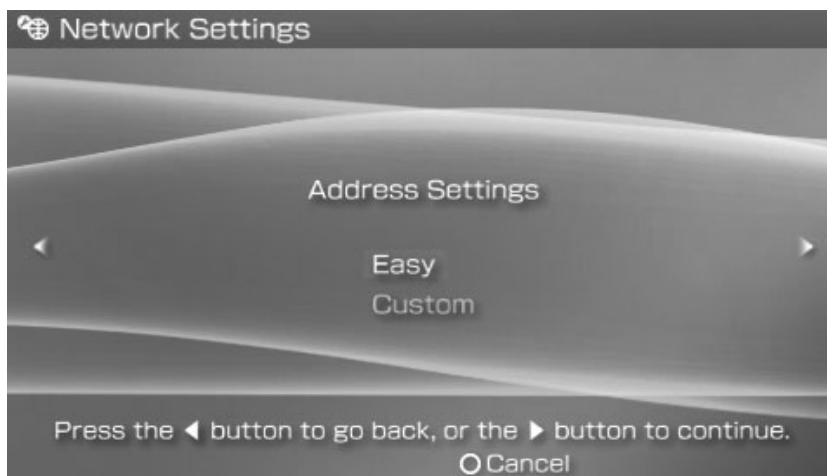 Network Settings
Address Settings
Easy
Custom
Press the ◀ button to go back, or the ▶ button to continue.
○ Cancel